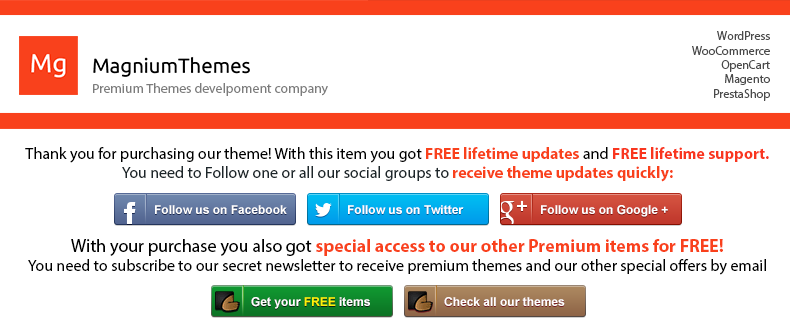 Mg
MagniumThemes
Premium Themes develpoment company
WordPress
WooCommerce
OpenCart
Magento
PrestaShop
Thank you for purchasing our theme! With this item you got FREE lifetime updates and FREE lifetime support.
You need to Follow one or all our social groups to receive theme updates quickly:
f Follow us on Facebook
Follow us on Twitter
g+ Follow us on Google +
With your purchase you also got special access to our other Premium items for FREE!
You need to subscribe to our secret newsletter to receive premium themes and our other special offers by email
Get your FREE items
Check all our themes